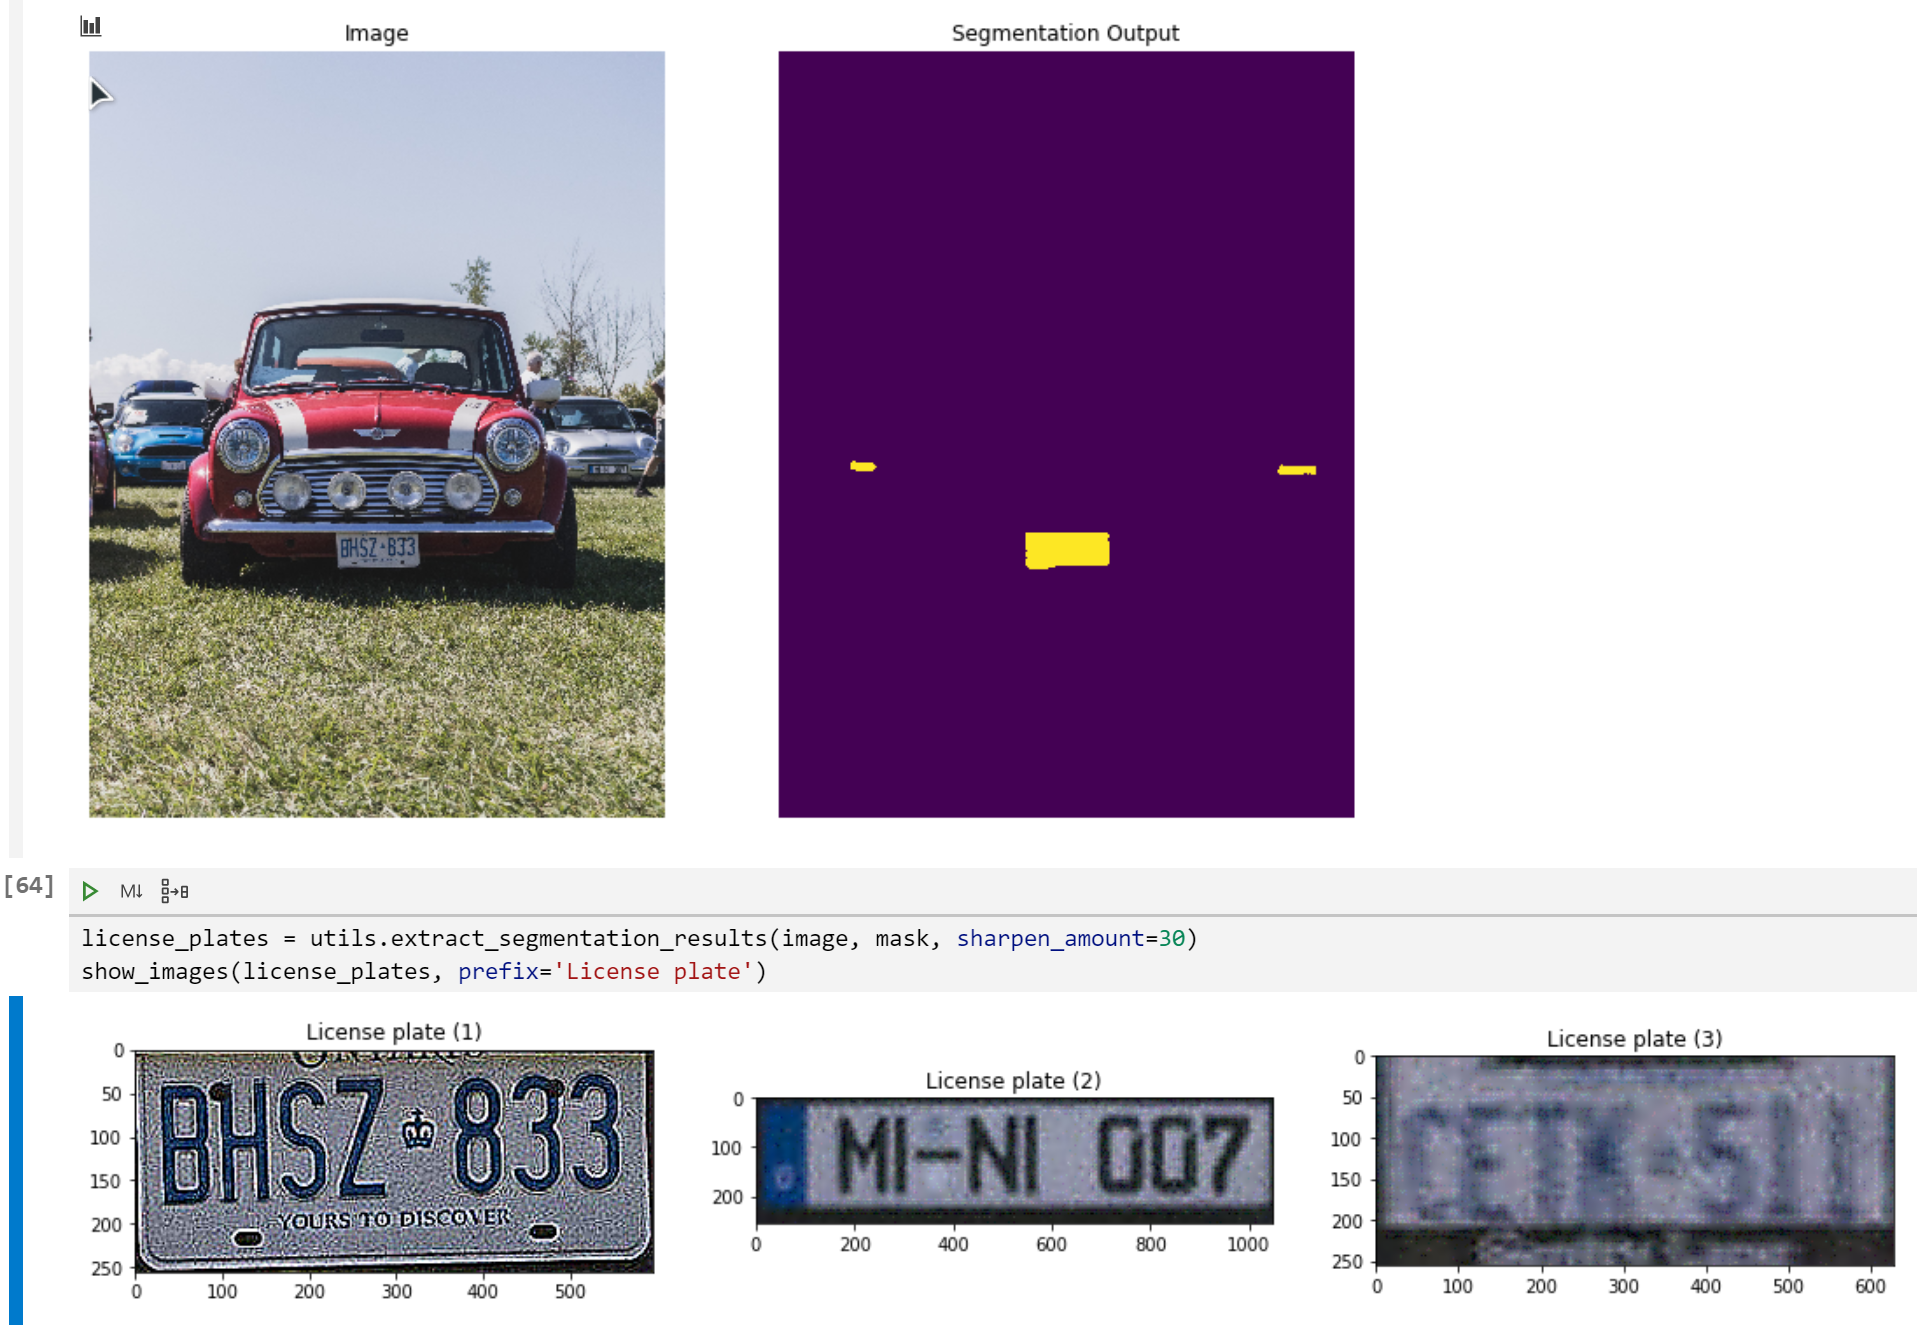 Image
Segmentation Output
BHSZ 833
[64]
M↓
license_plates = utils.extract_segmentation_results(image, mask, sharpen_amount=30)
show_images(license_plates, prefix='License plate')
License plate (1)
0
50
100
150
200
250
ONTARIO
BHSZ 833
YOURS TO DISCOVER
0 100 200 300 400 500
License plate (2)
0
100
200
MI-NI 007
0 200 400 600 800 1000
License plate (3)
0
50
100
150
200
250
0 100 200 300 400 500 600